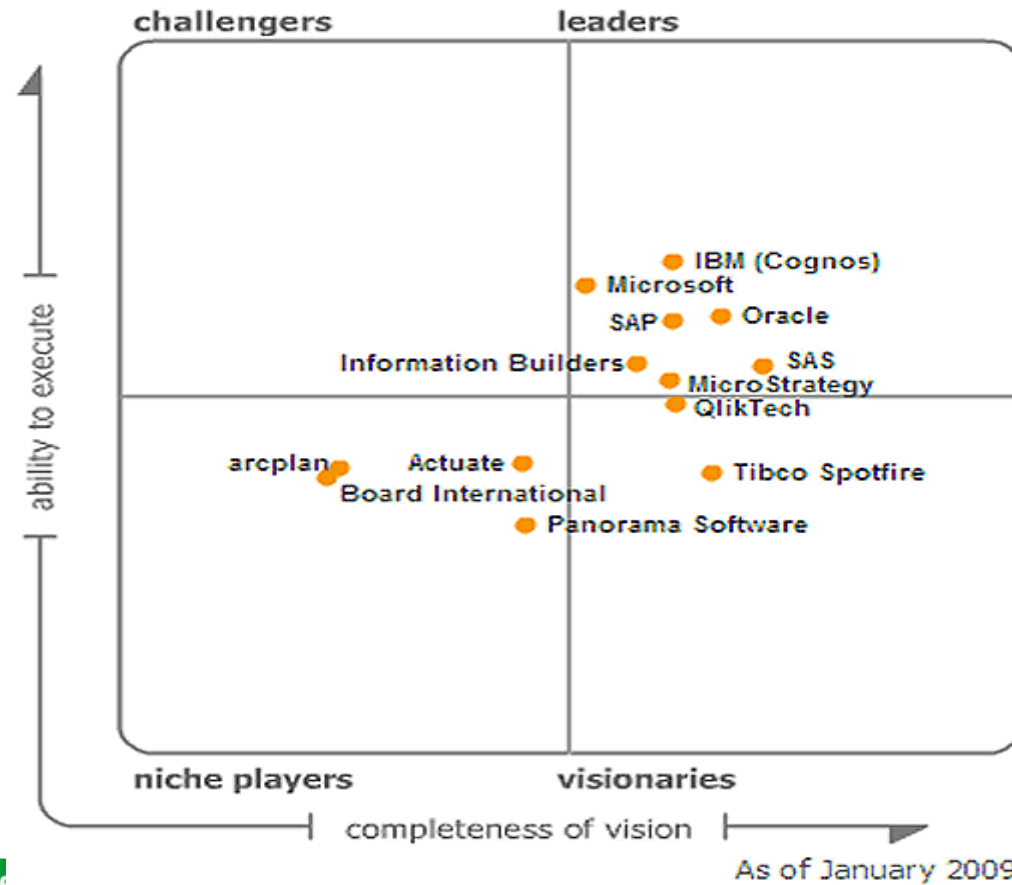 challengers
leaders
IBM (Cognos)
Microsoft
SAP
Oracle
Information Builders
SAS
MicroStrategy
QlikTech
arcplan
Actuate
Tibco Spotfire
Board International
Panorama Software
ability to execute
niche players
visionaries
completeness of vision
As of January 2009